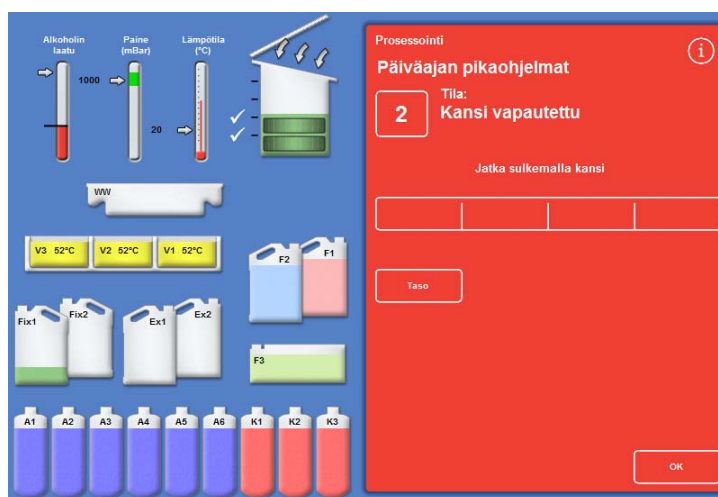 Alkoholin
laatu
Paine
(mBar)
Lämpötila
(°C)
1000
20
WW
V3 52°C
V2 52°C
V1 52°C
F2
F1
Fix1
Fix2
Ex1
Ex2
F3
A1
A2
A3
A4
A5
A6
K1
K2
K3
Prosessointi
i
Päiväajan pikaohjelmat
2
Tila:
Kansi vapautettu
Jatka sulkemalla kansi
Taso
OK